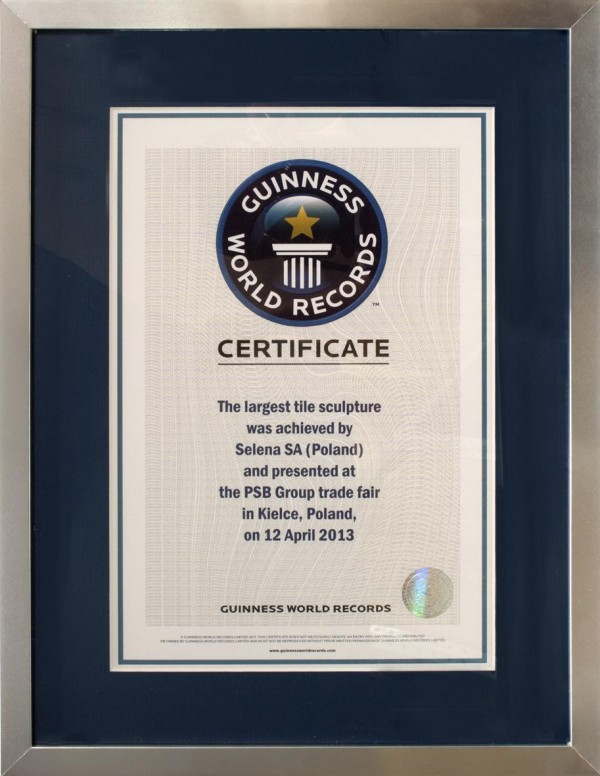 GUINNESS
WORLD RECORDS
™
CERTIFICATE
The largest tile sculpture
was achieved by
Selena SA (Poland)
and presented at
the PSB Group trade fair
in Kielce, Poland,
on 12 April 2013
GUINNESS WORLD RECORDS
www.guinnessworldrecords.com